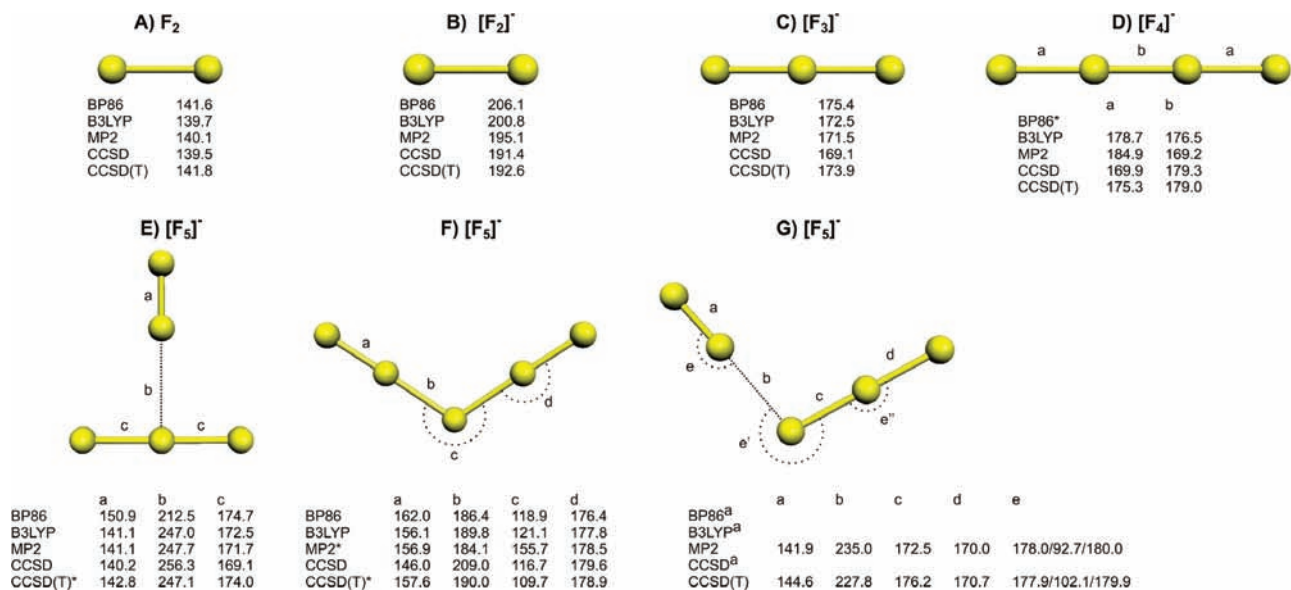 A) F₂
B) [F₂]⁻
C) [F₃]⁻
D) [F₄]⁻
a b a
BP86 141.6
B3LYP 139.7
MP2 140.1
CCSD 139.5
CCSD(T) 141.8
BP86 206.1
B3LYP 200.8
MP2 195.1
CCSD 191.4
CCSD(T) 192.6
BP86 175.4
B3LYP 172.5
MP2 171.5
CCSD 169.1
CCSD(T) 173.9
a b
BP86*
B3LYP 178.7 176.5
MP2 184.9 169.2
CCSD 169.9 179.3
CCSD(T) 175.3 179.0
E) [F₅]⁻
a
b
c c
a b c
BP86 150.9 212.5 174.7
B3LYP 141.1 247.0 172.5
MP2 141.1 247.7 171.7
CCSD 140.2 256.3 169.1
CCSD(T)* 142.8 247.1 174.0
F) [F₅]⁻
a
b
d
c
a b c d
BP86 162.0 186.4 118.9 176.4
B3LYP 156.1 189.8 121.1 177.8
MP2* 156.9 184.1 155.7 178.5
CCSD 146.0 209.0 116.7 179.6
CCSD(T)* 157.6 190.0 109.7 178.9
G) [F₅]⁻
a
d
e
b
c
e''
e'
a b c d e
BP86ᵃ
B3LYPᵃ
MP2 141.9 235.0 172.5 170.0 178.0/92.7/180.0
CCSDᵃ
CCSD(T) 144.6 227.8 176.2 170.7 177.9/102.1/179.9